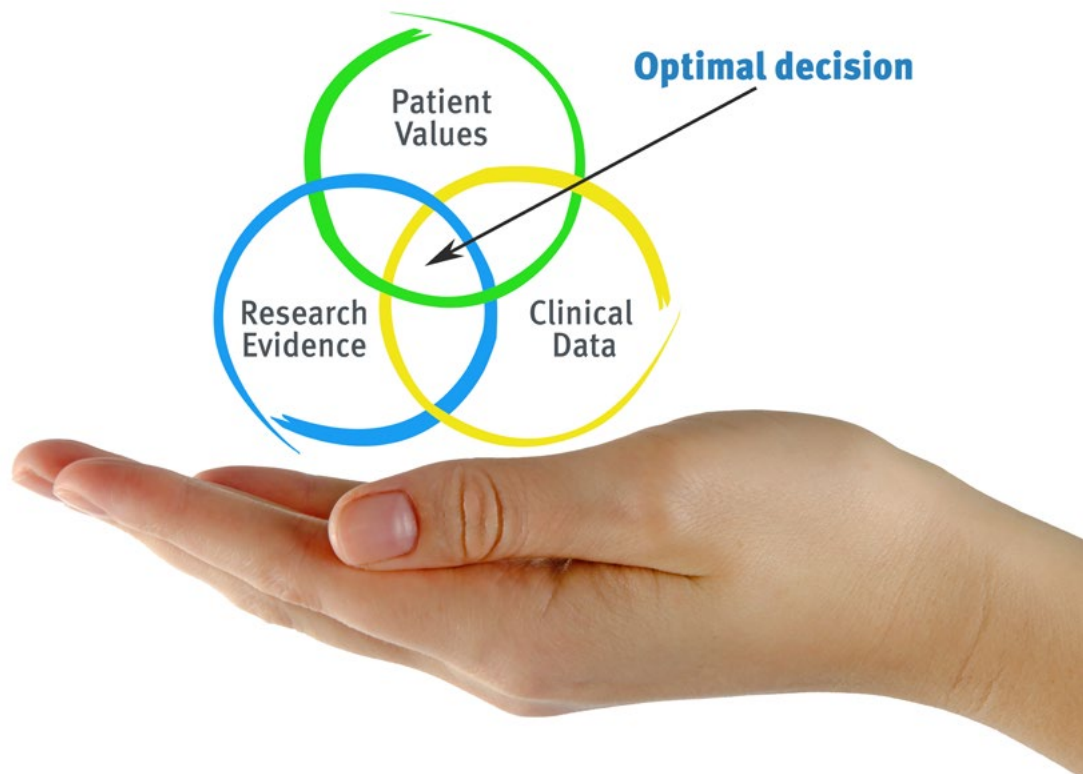 Optimal decision
Patient
Values
Research
Evidence
Clinical
Data